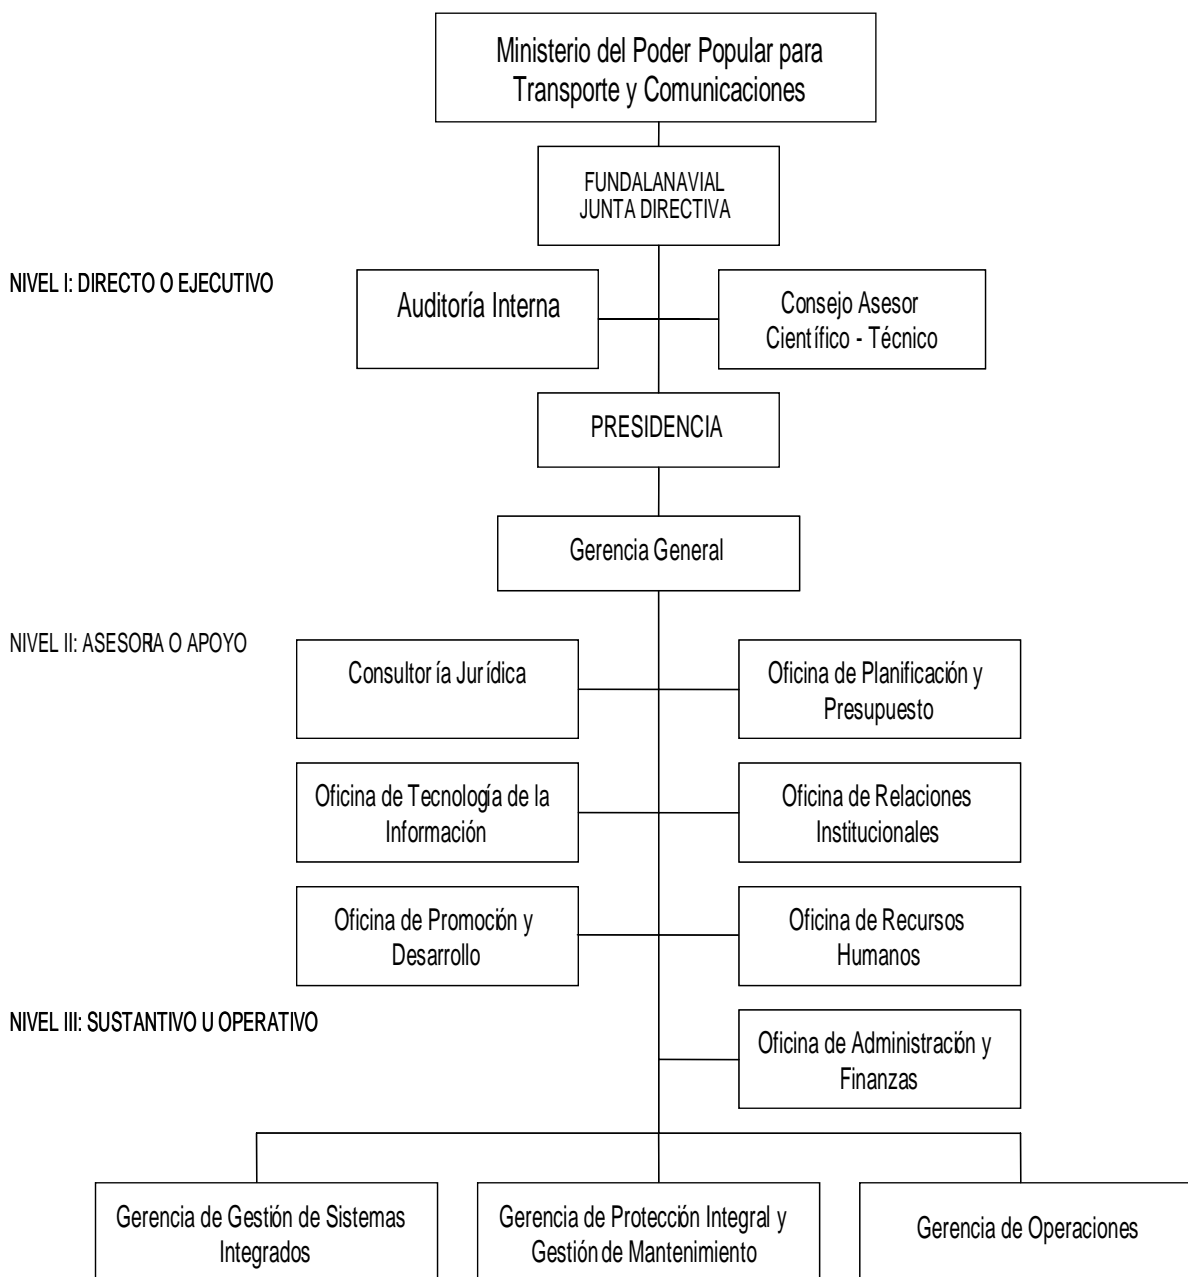 Ministerio del Poder Popular para
Transporte y Comunicaciones
FUNDALANAVIAL
JUNTA DIRECTIVA
NIVEL I: DIRECTO O EJECUTIVO
Auditoría Interna
Consejo Asesor
Científico - Técnico
PRESIDENCIA
Gerencia General
NIVEL II: ASESORA O APOYO
Consultoría Jurídica
Oficina de Planificación y
Presupuesto
Oficina de Tecnología de la
Información
Oficina de Relaciones
Institucionales
Oficina de Promoción y
Desarrollo
Oficina de Recursos
Humanos
NIVEL III: SUSTANTIVO U OPERATIVO
Oficina de Administración y
Finanzas
Gerencia de Gestión de Sistemas
Integrados
Gerencia de Protección Integral y
Gestión de Mantenimiento
Gerencia de Operaciones